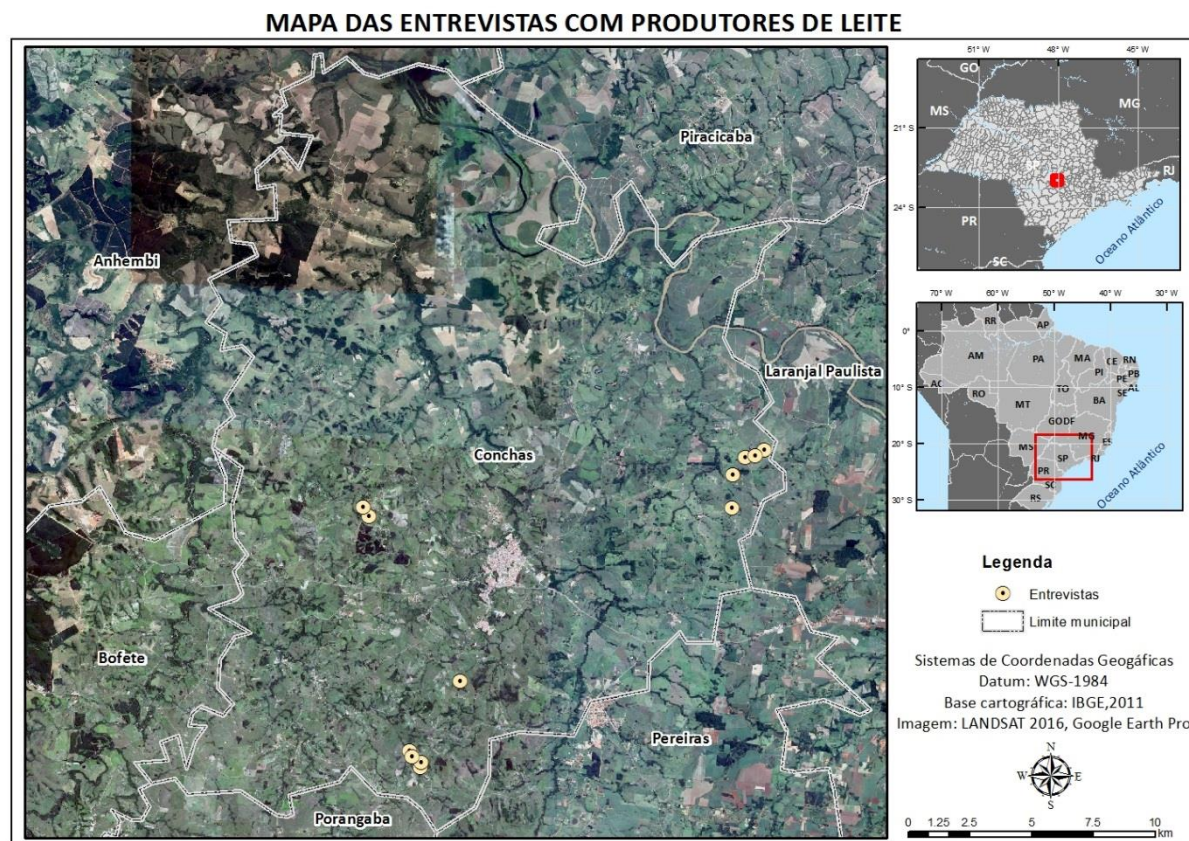 MAPA DAS ENTREVISTAS COM PRODUTORES DE LEITE
Piracicaba
Anhembi
Laranjal Paulista
Conchas
Bofete
Pereiras
Porangaba
51° W 48° W 45° W
21° S
24° S
GO
MS
MG
RJ
PR
SC
Oceano Atlântico
70° W 60° W 50° W 40° W 30° W
0°
10° S
20° S
30° S
RR
AP
AM
PA
MA
CE
RN
PB
PI
PE
AL
SE
AC
RO
TO
BA
MT
GODF
MG
ES
MS
SP
RJ
PR
SC
RS
Oceano Atlântico
Legenda
Entrevistas
Limite municipal
Sistemas de Coordenadas Geogáficas
Datum: WGS-1984
Base cartográfica: IBGE,2011
Imagem: LANDSAT 2016, Google Earth Pro
N
W E
S
0 1.25 2.5 5 7.5 10
km